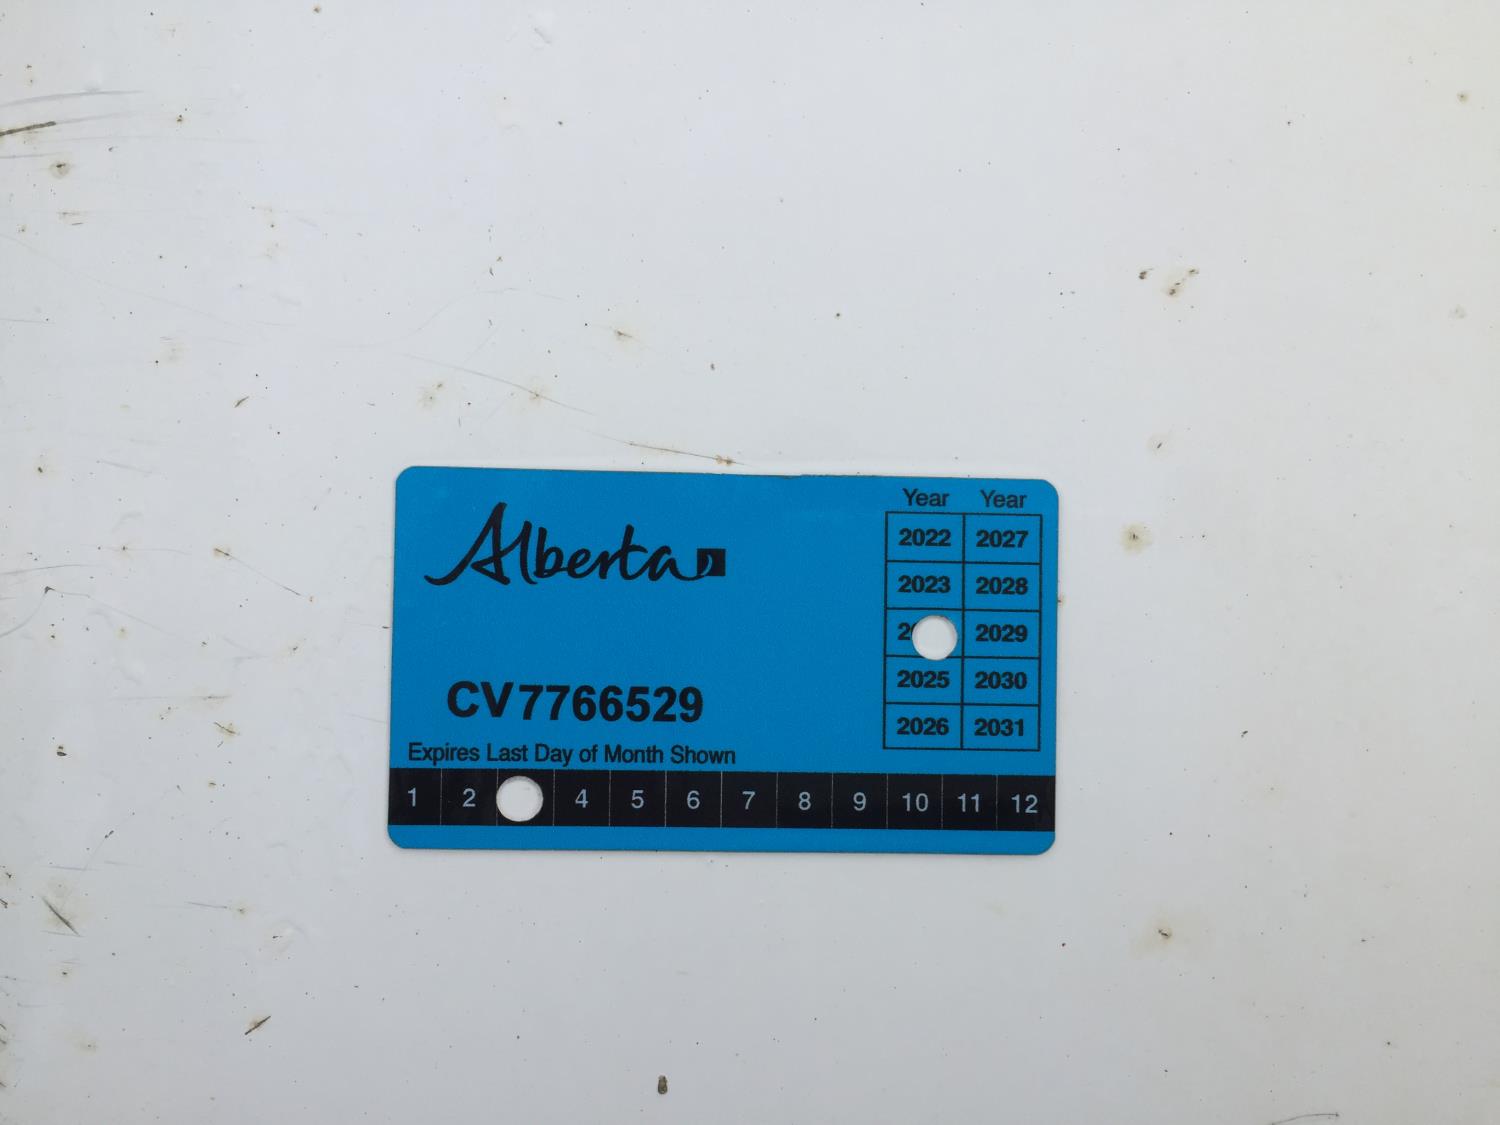 Alberta
CV7766529
Expires Last Day of Month Shown
Year Year
2022 2027
2023 2028
2029
2025 2030
2026 2031
1 2 4 5 6 7 8 9 10 11 12